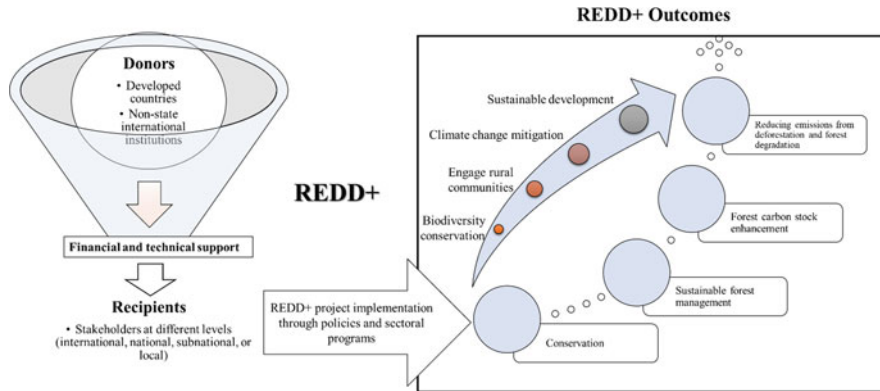 REDD+ Outcomes
Donors
• Developed
countries
• Non-state
international
institutions
Financial and technical support
Recipients
• Stakeholders at different levels
(international, national, subnational, or
local)
REDD+
REDD+ project implementation
through policies and sectoral
programs
Sustainable development
Climate change mitigation
Engage rural
communities
Biodiversity
conservation
Reducing emissions from
deforestation and forest
degradation
Forest carbon stock
enhancement
Sustainable forest
management
Conservation